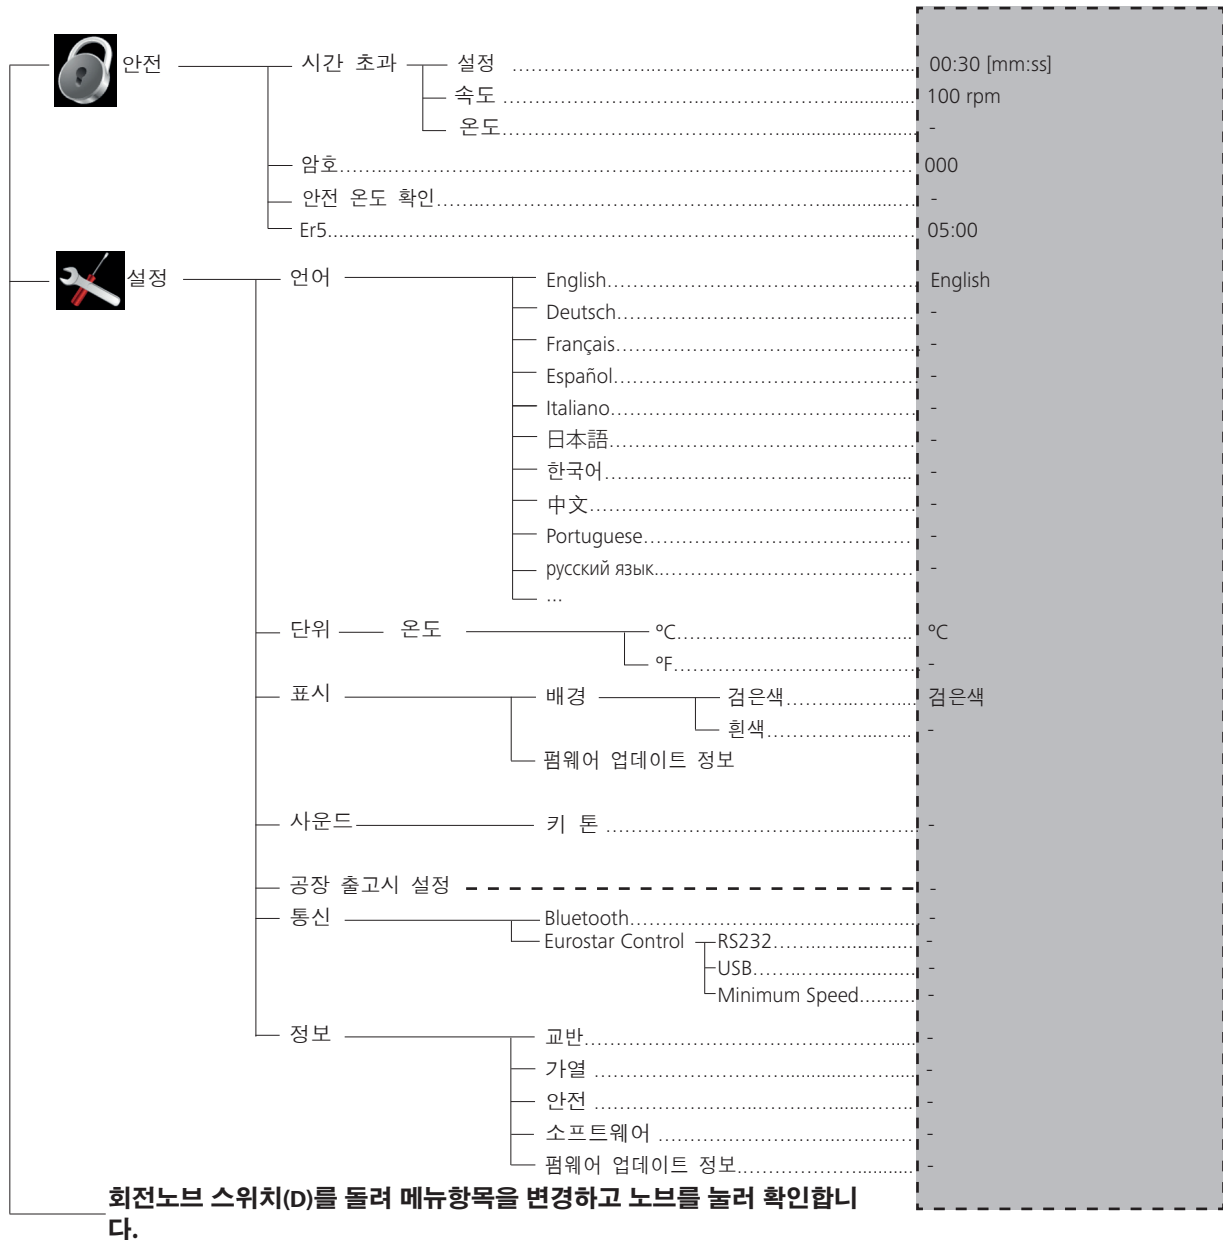 안전 시간 초과 설정 ........ 00:30 [mm:ss]
속도 ........ 100 rpm
온도 ........ -
암호 ........ 000
안전 온도 확인 ........ -
Er5 ........ 05:00
설정 언어 English ........ English
Deutsch ........ -
Français ........ -
Español ........ -
Italiano ........ -
日本語 ........ -
한국어 ........ -
中文 ........ -
Portuguese ........ -
русский язык ........ -
...
단위 온도 ºC ........ ºC
ºF ........ -
표시 배경 검은색 ........ 검은색
흰색 ........ -
펌웨어 업데이트 정보
사운드 키 톤 ........ -
공장 출고시 설정 -
통신 Bluetooth ........ -
Eurostar Control RS232 ........ -
USB ........ -
Minimum Speed ........ -
정보 교반 ........ -
가열 ........ -
안전 ........ -
소프트웨어 ........ -
펌웨어 업데이트 정보 ........ -
회전노브 스위치(D)를 돌려 메뉴항목을 변경하고 노브를 눌러 확인합니
다.